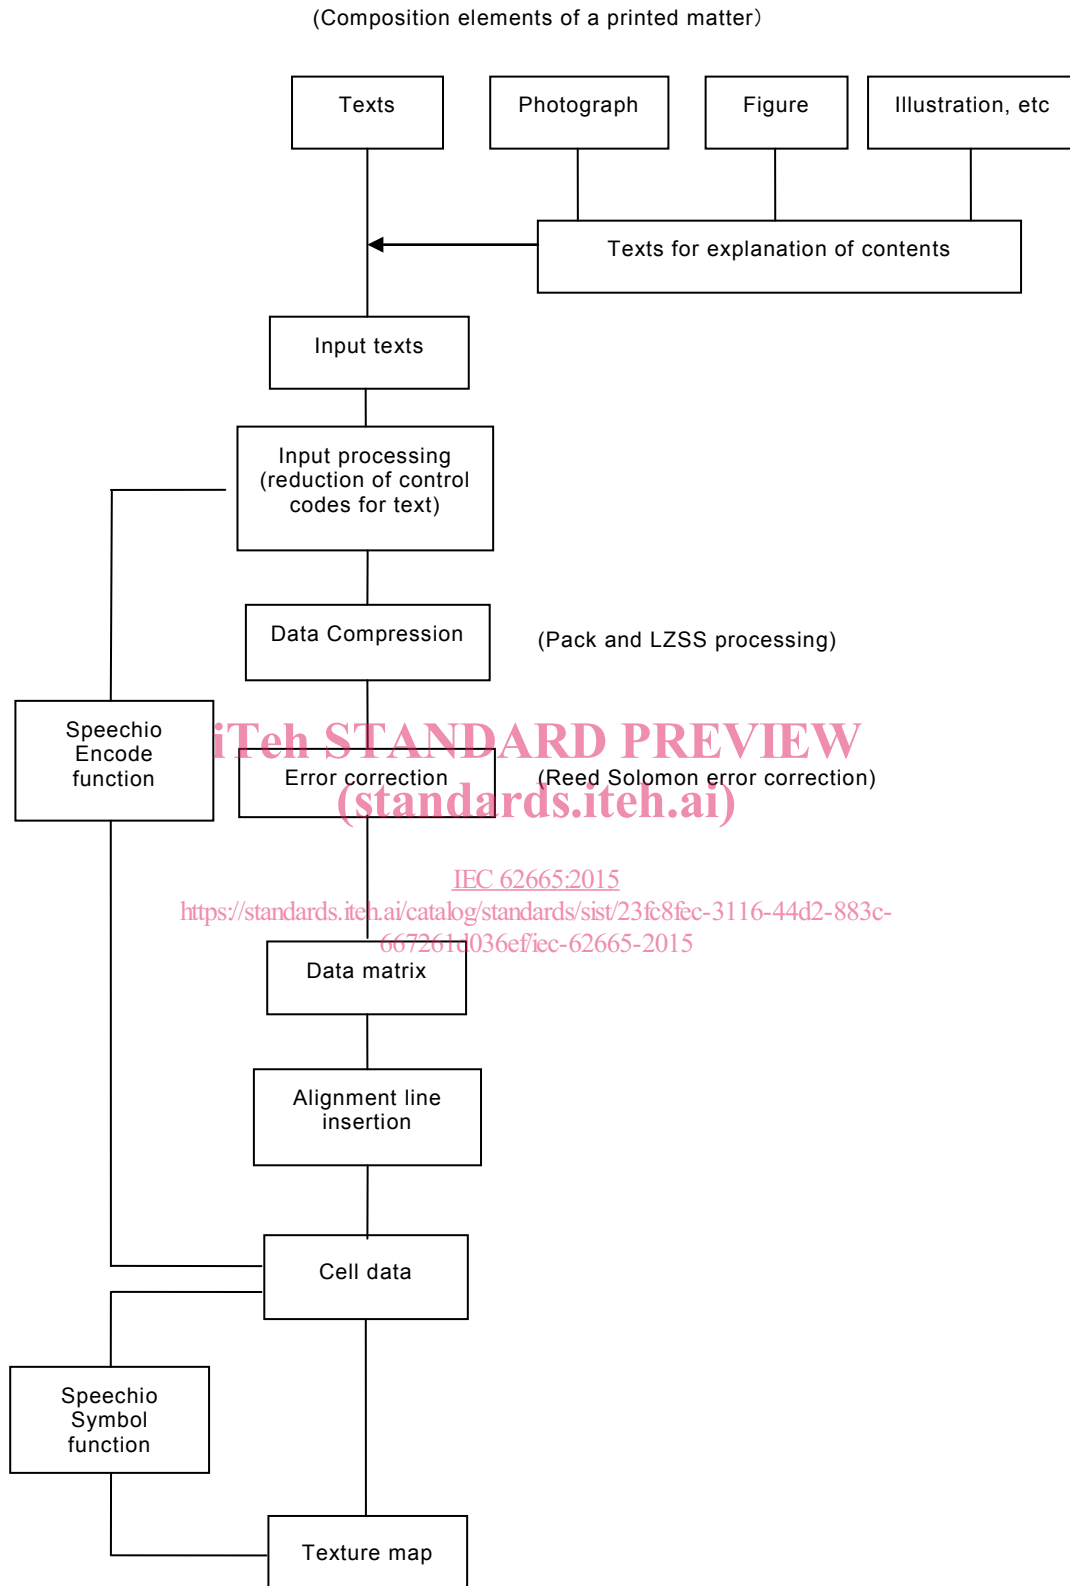 (Composition elements of a printed matter)
Texts
Photograph
Figure
Illustration, etc
Texts for explanation of contents
Input texts
Input processing
(reduction of control
codes for text)
Data Compression
(Pack and LZSS processing)
Speechio
Encode
function
iTeh STANDARD PREVIEW
Error correction
(Reed Solomon error correction)
(standards.iteh.ai)
IEC 62665:2015
https://standards.iteh.ai/catalog/standards/sist/23fc8fec-3116-44d2-883c-
667261d036ef/iec-62665-2015
Data matrix
Alignment line
insertion
Cell data
Speechio
Symbol
function
Texture map